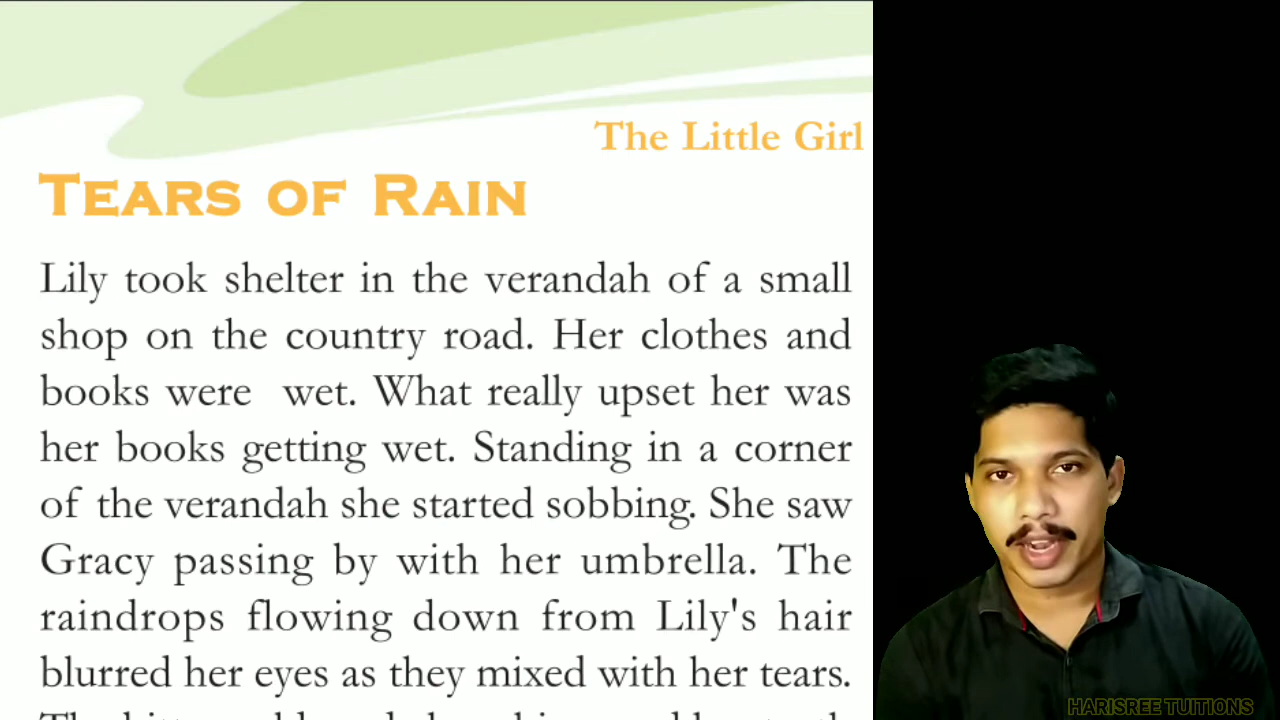 The Little Girl
TEARS OF RAIN
Lily took shelter in the verandah of a small
shop on the country road. Her clothes and
books were wet. What really upset her was
her books getting wet. Standing in a corner
of the verandah she started sobbing. She saw
Gracy passing by with her umbrella. The
raindrops flowing down from Lily's hair
blurred her eyes as they mixed with her tears.
HARISREE TUITIONS